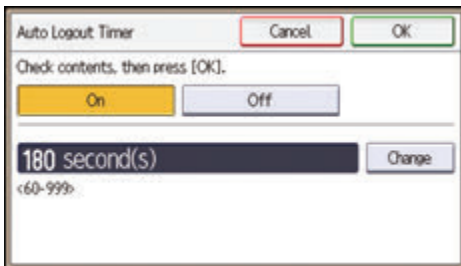 Auto Logout Timer Cancel OK
Check contents, then press [OK].
On Off
180 second(s) Change
<60-999>